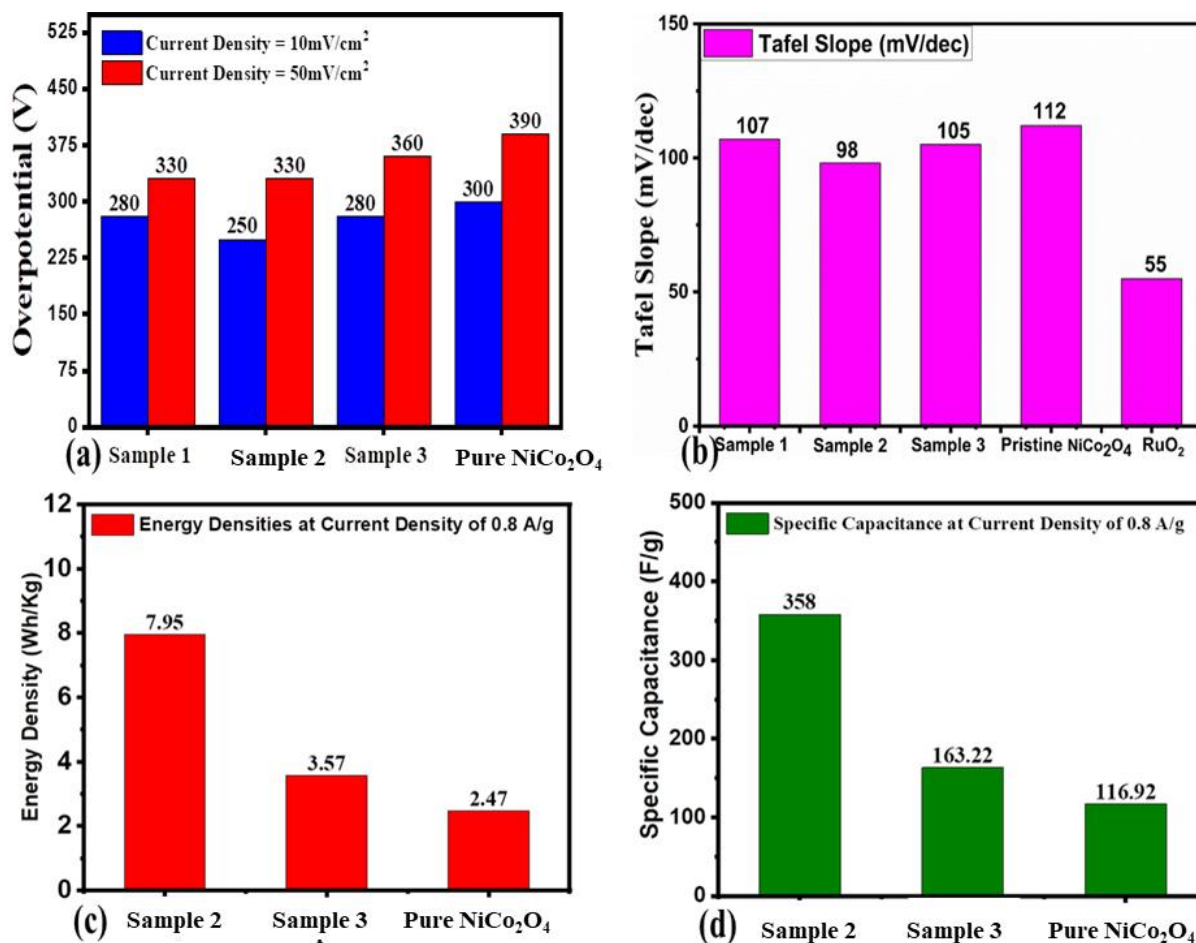 Overpotential (V)
525
450
375
300
225
150
75
0
Current Density = 10mV/cm²
Current Density = 50mV/cm²
280
330
250
330
280
360
300
390
(a)
Sample 1
Sample 2
Sample 3
Pure NiCo₂O₄
Tafel Slope (mV/dec)
150
100
50
0
Tafel Slope (mV/dec)
107
98
105
112
55
(b)
Sample 1
Sample 2
Sample 3
Pristine NiCo₂O₄
RuO₂
Energy Density (Wh/Kg)
12
10
8
6
4
2
0
Energy Densities at Current Density of 0.8 A/g
7.95
3.57
2.47
(c)
Sample 2
Sample 3
Pure NiCo₂O₄
Specific Capacitance (F/g)
500
400
300
200
100
0
Specific Capacitance at Current Density of 0.8 A/g
358
163.22
116.92
(d)
Sample 2
Sample 3
Pure NiCo₂O₄